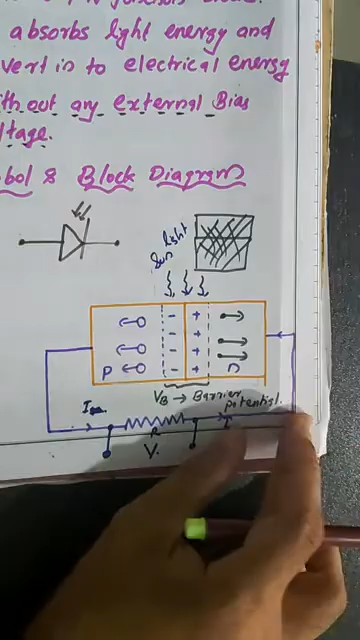 absorbs light energy and
vert in to electrical energy
thout any external Bias
ltage.
bol & Block Diagram
Sun light
- +
- +
- +
- +
P n
VB → Barrier
potential.
I
R
V.